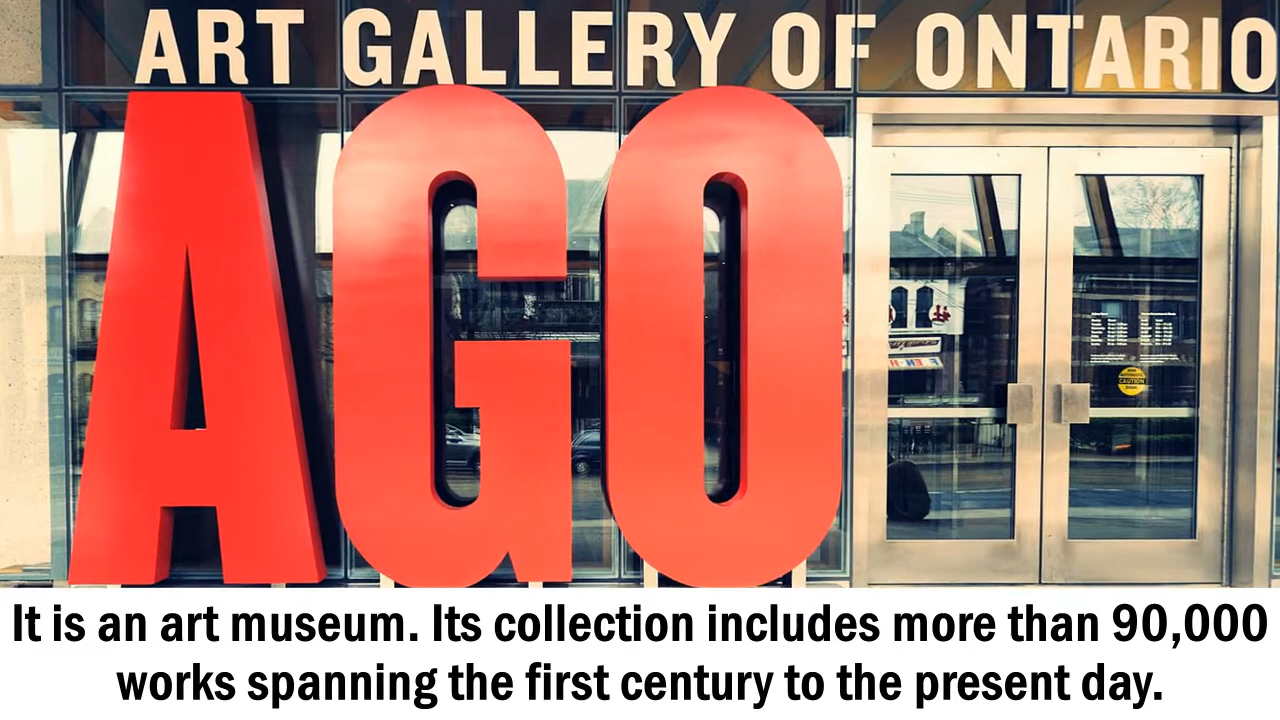 ART GALLERY OF ONTARIO
AGO
CAUTION
It is an art museum. Its collection includes more than 90,000
works spanning the first century to the present day.